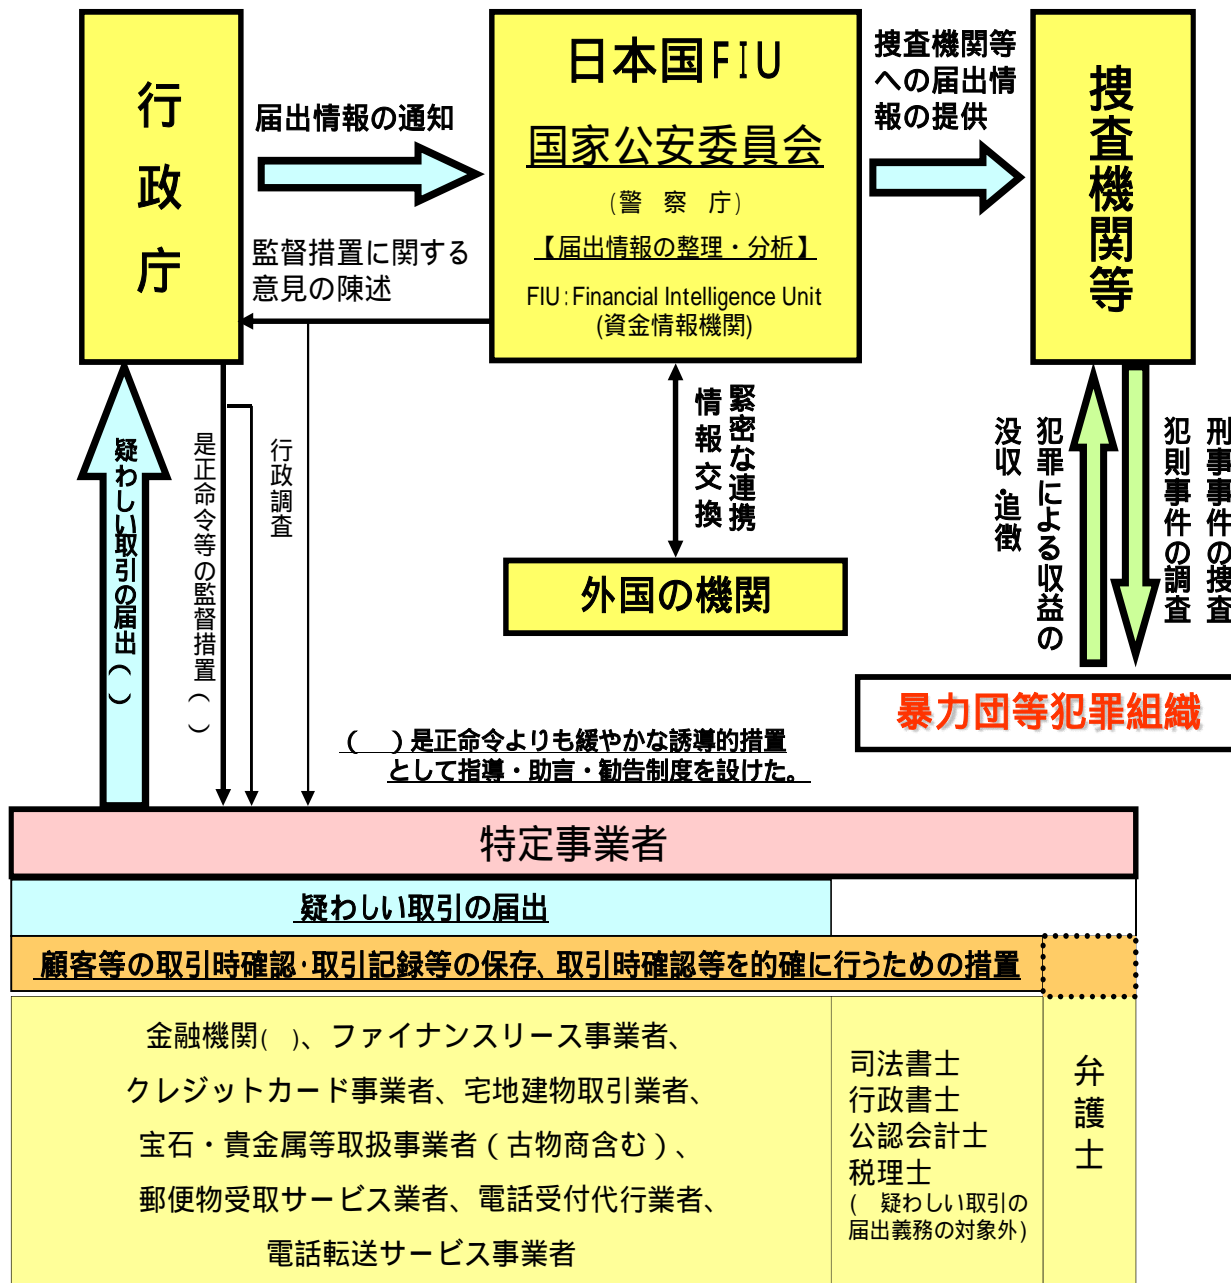 行政庁
届出情報の通知
監督措置に関する
意見の陳述
日本国FIU
国家公安委員会
(警 察 庁)
【届出情報の整理・分析】
FIU:Financial Intelligence Unit
(資金情報機関)
捜査機関等
への届出情
報の提供
捜査機関等
疑わしい取引の届出( )
是正命令等の監督措置( )
行政調査
緊密な連携
情報交換
外国の機関
犯罪による収益の
没収・追徴
刑事事件の捜査
犯則事件の調査
暴力団等犯罪組織
( )是正命令よりも緩やかな誘導的措置
として指導・助言・勧告制度を設けた。
特定事業者
疑わしい取引の届出
顧客等の取引時確認・取引記録等の保存、取引時確認等を的確に行うための措置
金融機関( )、ファイナンスリース事業者、
クレジットカード事業者、宅地建物取引業者、
宝石・貴金属等取扱事業者(古物商含む)、
郵便物受取サービス業者、電話受付代行業者、
電話転送サービス事業者
司法書士
行政書士
公認会計士
税理士
( 疑わしい取引の
届出義務の対象外)
弁護士